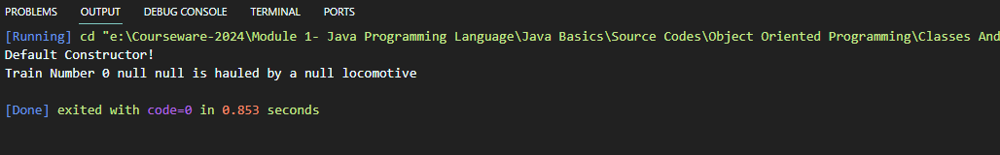 PROBLEMS OUTPUT DEBUG CONSOLE TERMINAL PORTS
[Running] cd "e:\Courseware-2024\Module 1- Java Programming Language\Java Basics\Source Codes\Object Oriented Programming\Classes And
Default Constructor!
Train Number 0 null null is hauled by a null locomotive
[Done] exited with code=0 in 0.853 seconds